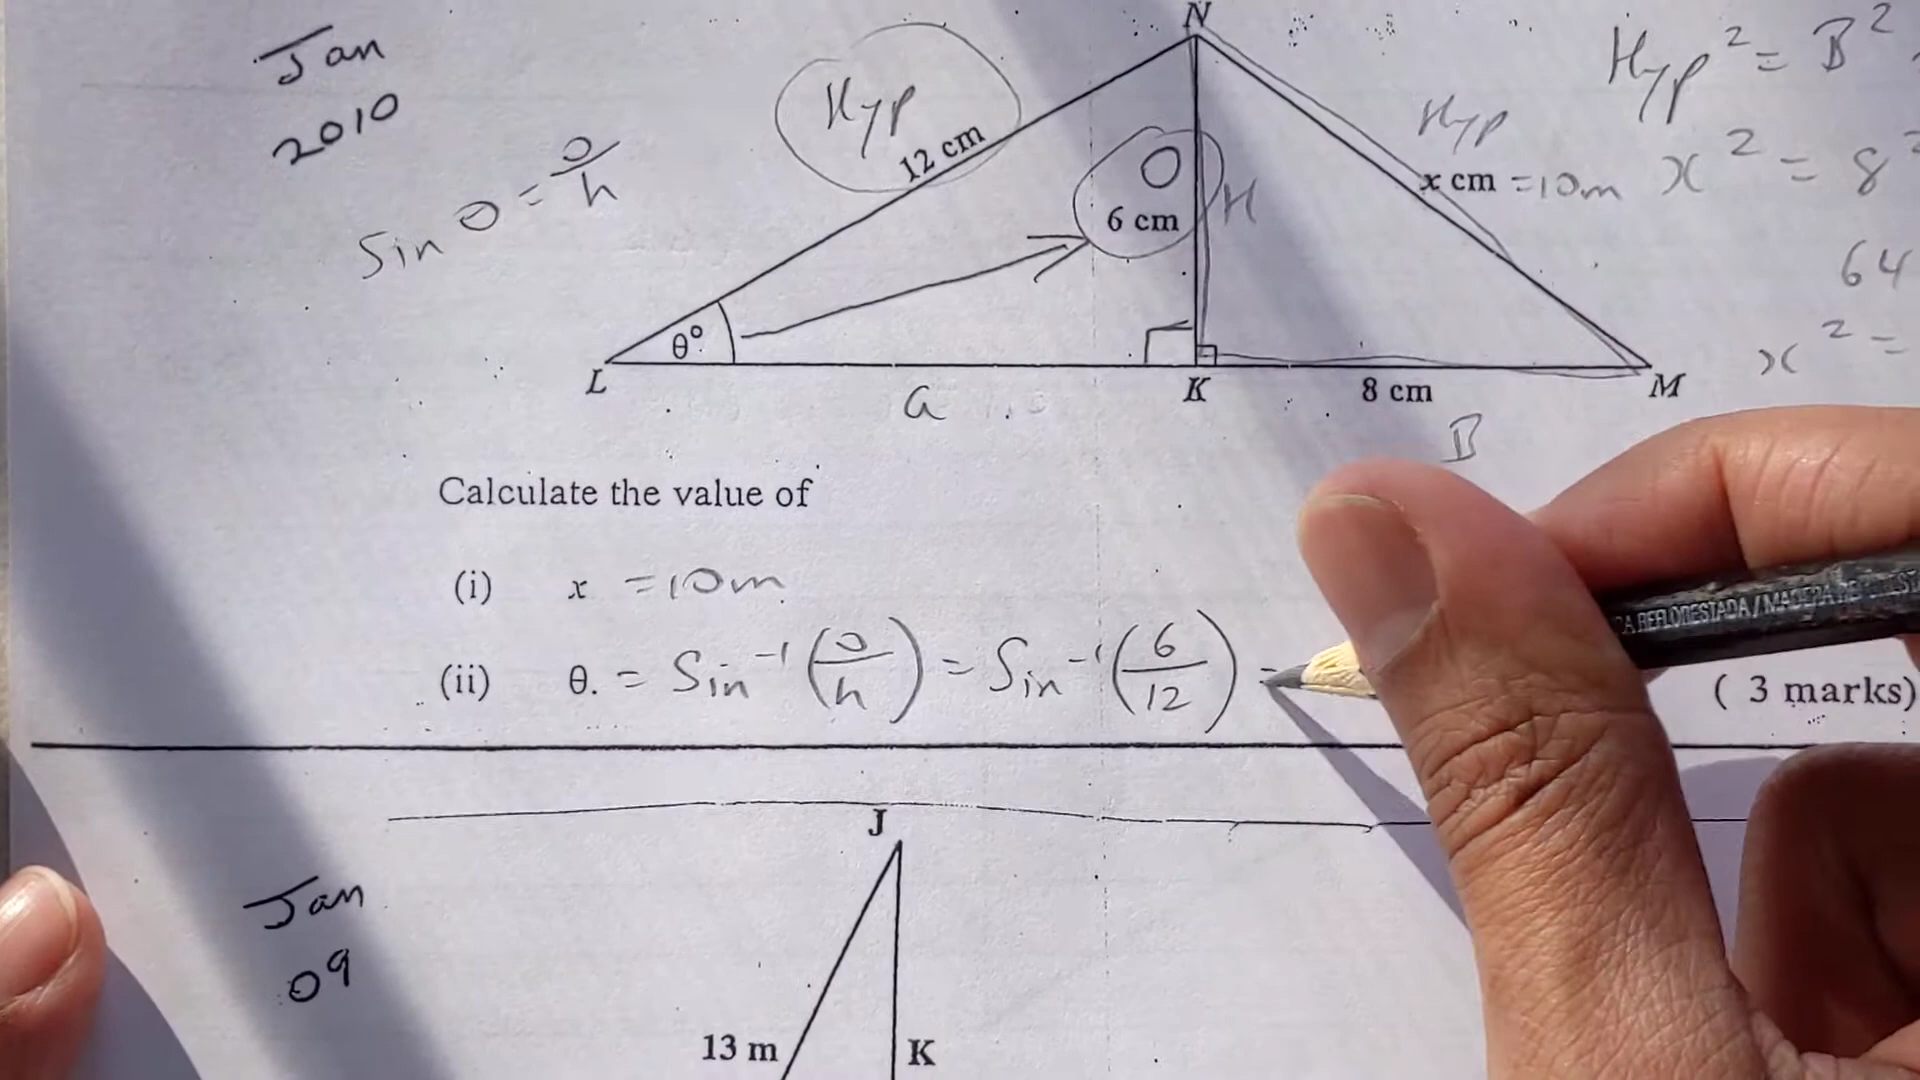 Jan
2010
Sin O = o/h
Hyp
12 cm
N
O
6 cm
H
Hyp
x cm = 10m
Hyp² = B²
x² = 8²
64
x² =
θ°
L
a
K
8 cm
B
M
Calculate the value of
(i) x = 10m
(ii) θ. = Sin⁻¹(o/h) = Sin⁻¹(6/12) =
( 3 marks)
Jan
09
J
13 m
K